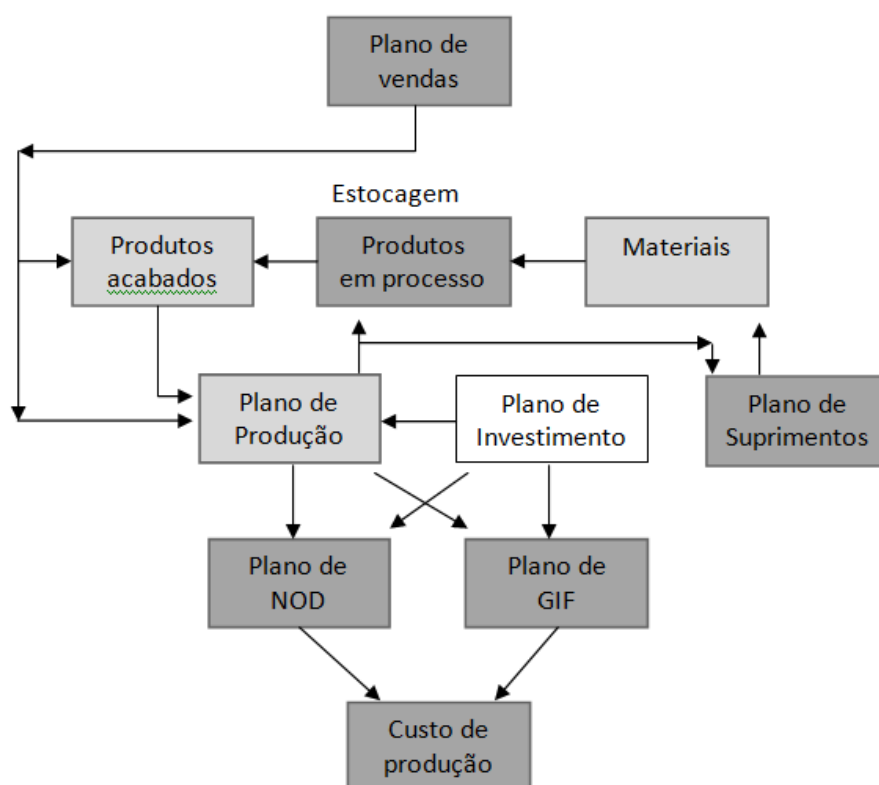 Plano de
vendas
Estocagem
Produtos
acabados
Produtos
em processo
Materiais
Plano de
Produção
Plano de
Investimento
Plano de
Suprimentos
Plano de
NOD
Plano de
GIF
Custo de
produção